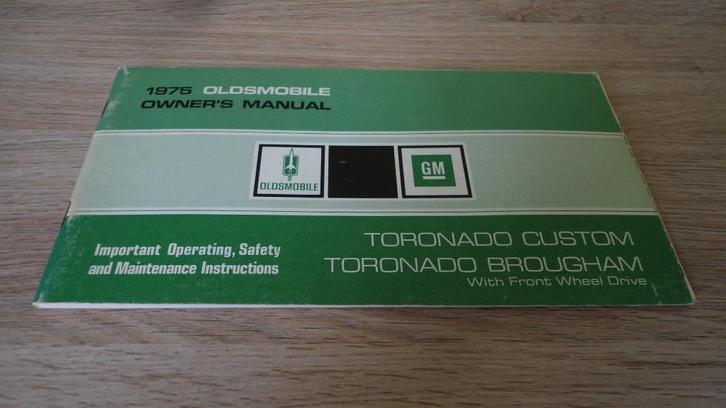 1975 OLDSMOBILE
OWNER'S MANUAL
OLDSMOBILE
GM
Important Operating, Safety
and Maintenance Instructions
TORONADO CUSTOM
TORONADO BROUGHAM
With Front Wheel Drive